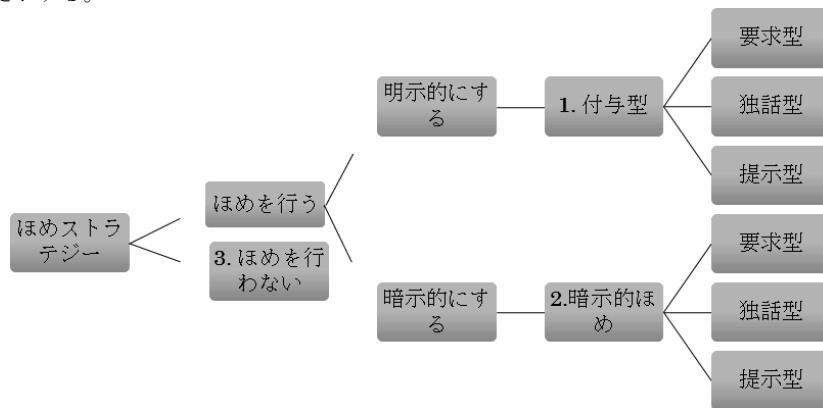 要求型
明示的にす
る
1. 付与型
独話型
提示型
ほめストラ
テジー
ほめを行う
3. ほめを行
わない
要求型
暗示的にす
る
2.暗示的ほ
め
独話型
提示型